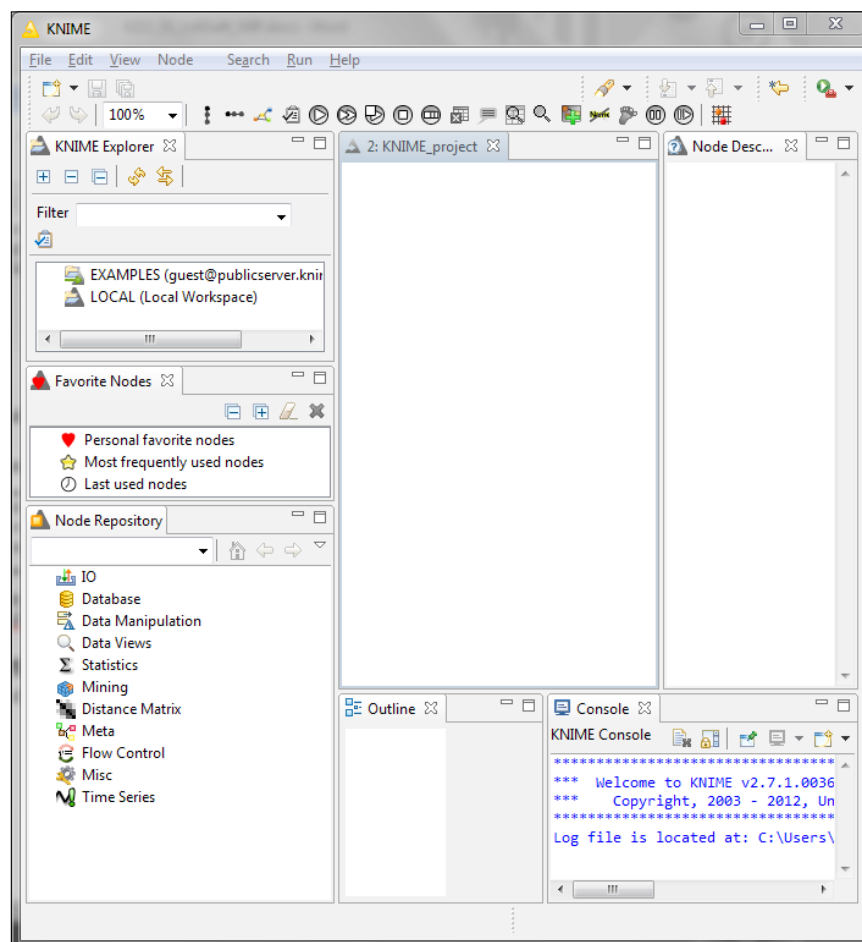 KNIME
File Edit View Node Search Run Help
100%
KNIME Explorer
2: KNIME_project
Node Desc...
Filter
EXAMPLES (guest@publicserver.knir
LOCAL (Local Workspace)
Favorite Nodes
Personal favorite nodes
Most frequently used nodes
Last used nodes
Node Repository
IO
Database
Data Manipulation
Data Views
Statistics
Mining
Distance Matrix
Meta
Flow Control
Misc
Time Series
Outline
Console
KNIME Console
***********************************
*** Welcome to KNIME v2.7.1.0036
*** Copyright, 2003 - 2012, Un
***********************************
Log file is located at: C:\Users\